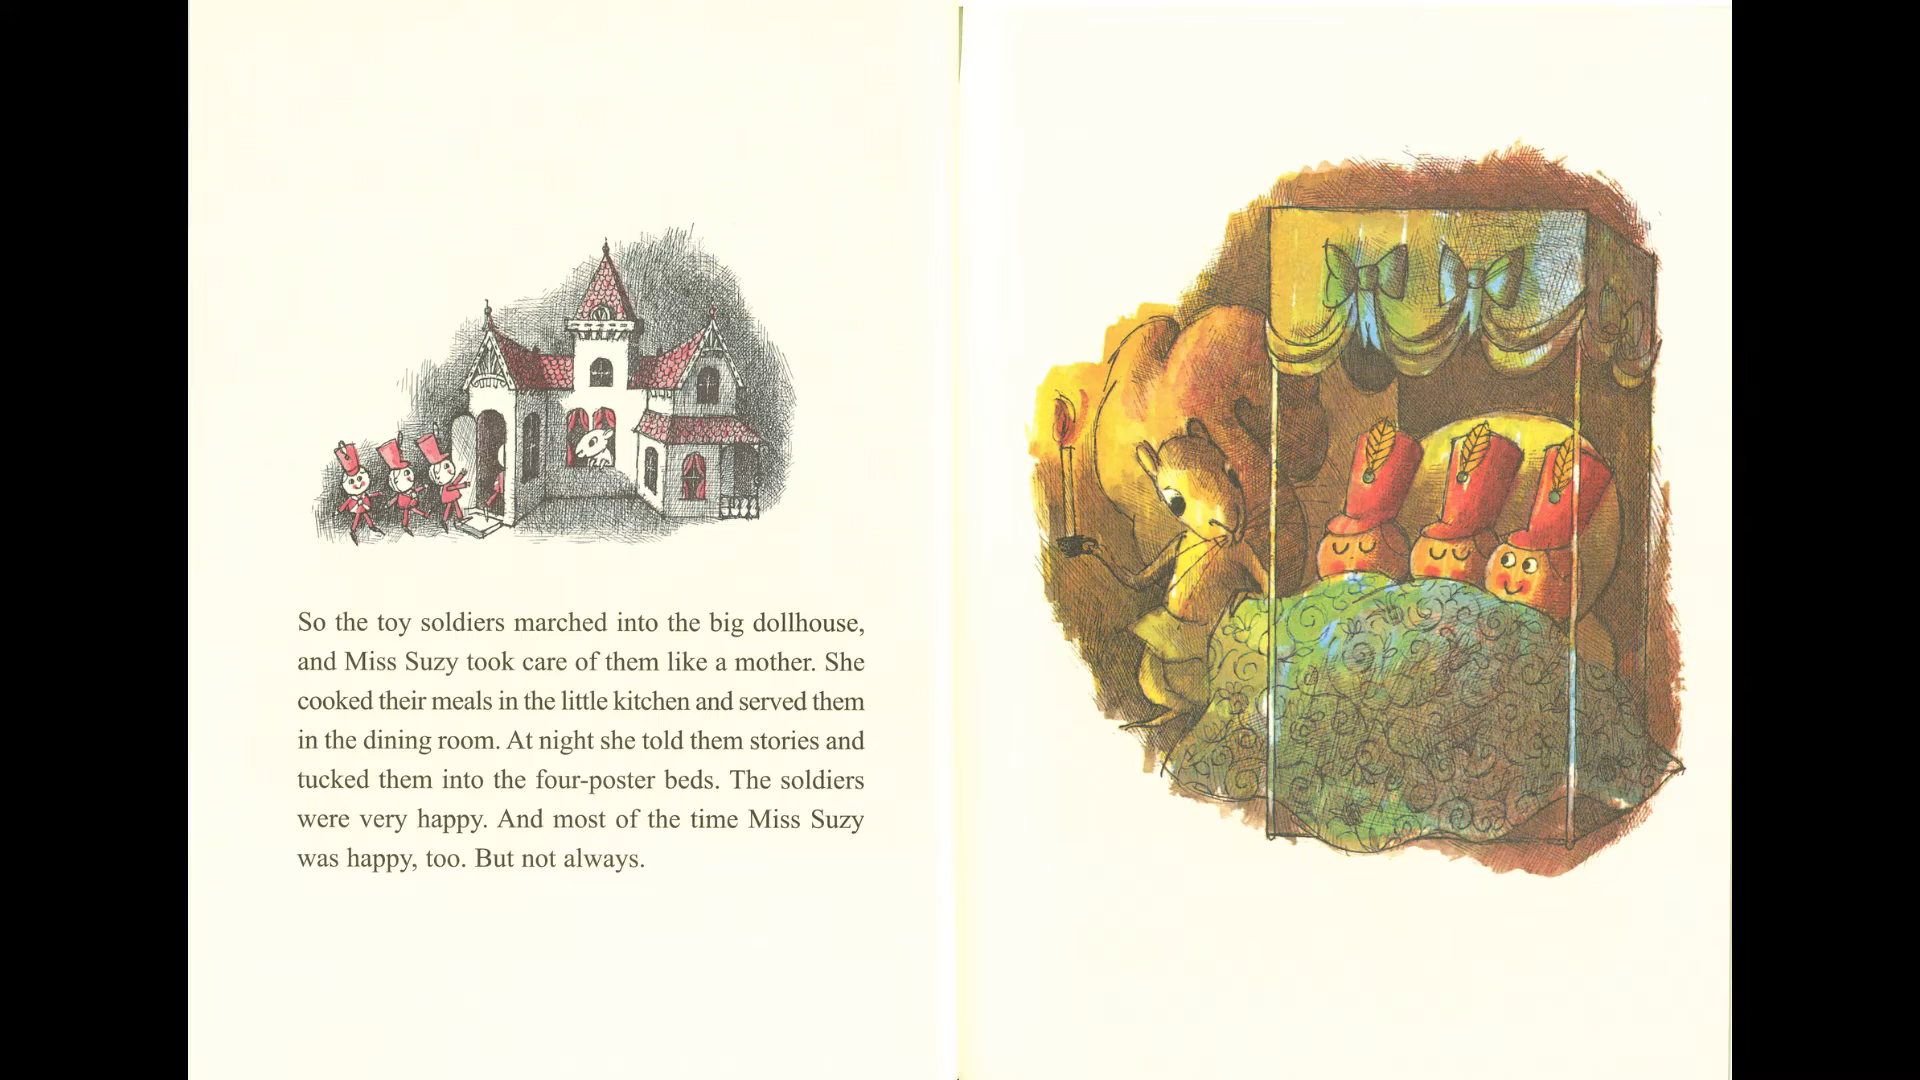 So the toy soldiers marched into the big dollhouse,
and Miss Suzy took care of them like a mother. She
cooked their meals in the little kitchen and served them
in the dining room. At night she told them stories and
tucked them into the four-poster beds. The soldiers
were very happy. And most of the time Miss Suzy
was happy, too. But not always.